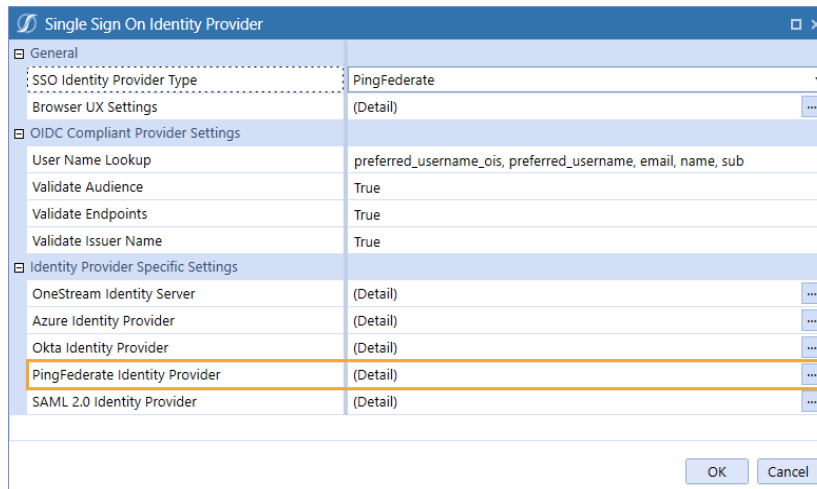 Single Sign On Identity Provider
General
SSO Identity Provider Type PingFederate
Browser UX Settings (Detail) ...
OIDC Compliant Provider Settings
User Name Lookup preferred_username_ois, preferred_username, email, name, sub
Validate Audience True
Validate Endpoints True
Validate Issuer Name True
Identity Provider Specific Settings
OneStream Identity Server (Detail) ...
Azure Identity Provider (Detail) ...
Okta Identity Provider (Detail) ...
PingFederate Identity Provider (Detail) ...
SAML 2.0 Identity Provider (Detail) ...
OK Cancel